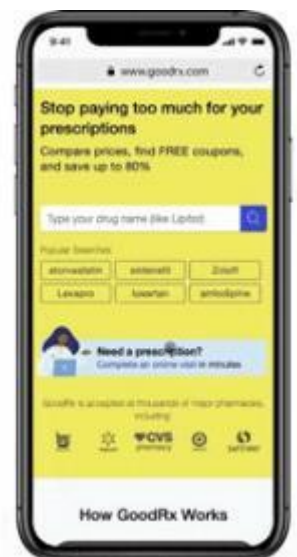 9:41
www.goodrx.com
Stop paying too much for your
prescriptions
Compare prices, find FREE coupons,
and save up to 80%
Type your drug name (like Lipitor)
Popular Searches
atorvastatin sildenafil Zoloft
Lexapro losartan amlodipine
Need a prescription?
Complete an online visit in minutes
GoodRx is accepted at thousands of major pharmacies,
including:
CVS
pharmacy
How GoodRx Works